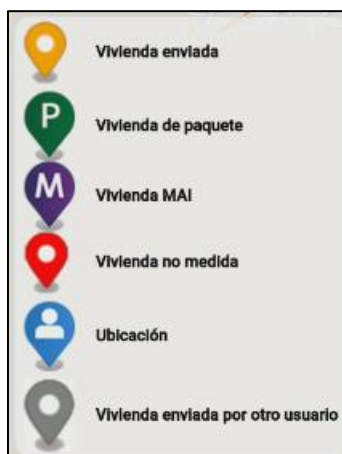 Vivienda enviada
P
Vivienda de paquete
M
Vivienda MAI
Vivienda no medida
Ubicación
Vivienda enviada por otro usuario